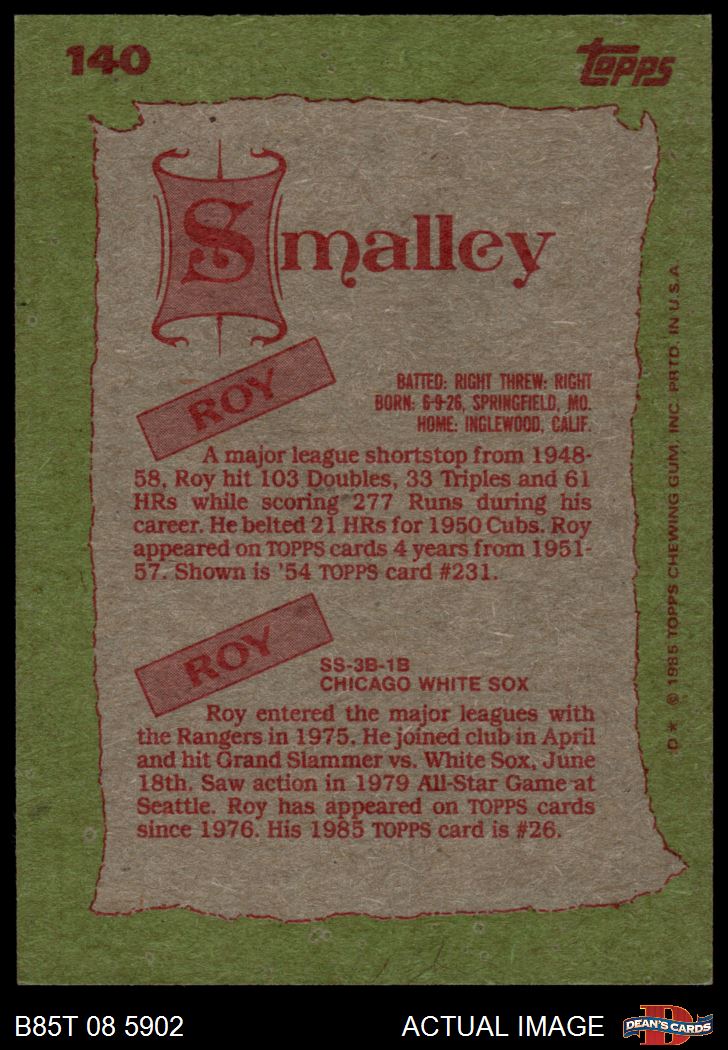 140
Topps
Smalley
ROY
BATTED: RIGHT THREW: RIGHT
BORN: 6-9-26, SPRINGFIELD, MO.
HOME: INGLEWOOD, CALIF.
A major league shortstop from 1948-
58, Roy hit 103 Doubles, 33 Triples and 61
HRs while scoring 277 Runs during his
career. He belted 21 HRs for 1950 Cubs. Roy
appeared on TOPPS cards 4 years from 1951-
57. Shown is '54 TOPPS card #231.
ROY
SS-3B-1B
CHICAGO WHITE SOX
Roy entered the major leagues with
the Rangers in 1975. He joined club in April
and hit Grand Slammer vs. White Sox, June
18th. Saw action in 1979 All-Star Game at
Seattle. Roy has appeared on TOPPS cards
since 1976. His 1985 TOPPS card is #26.
D* © 1985 TOPPS CHEWING GUM, INC. PRTD. IN U.S.A.
B85T 08 5902
ACTUAL IMAGE
D
DEAN'S CARDS